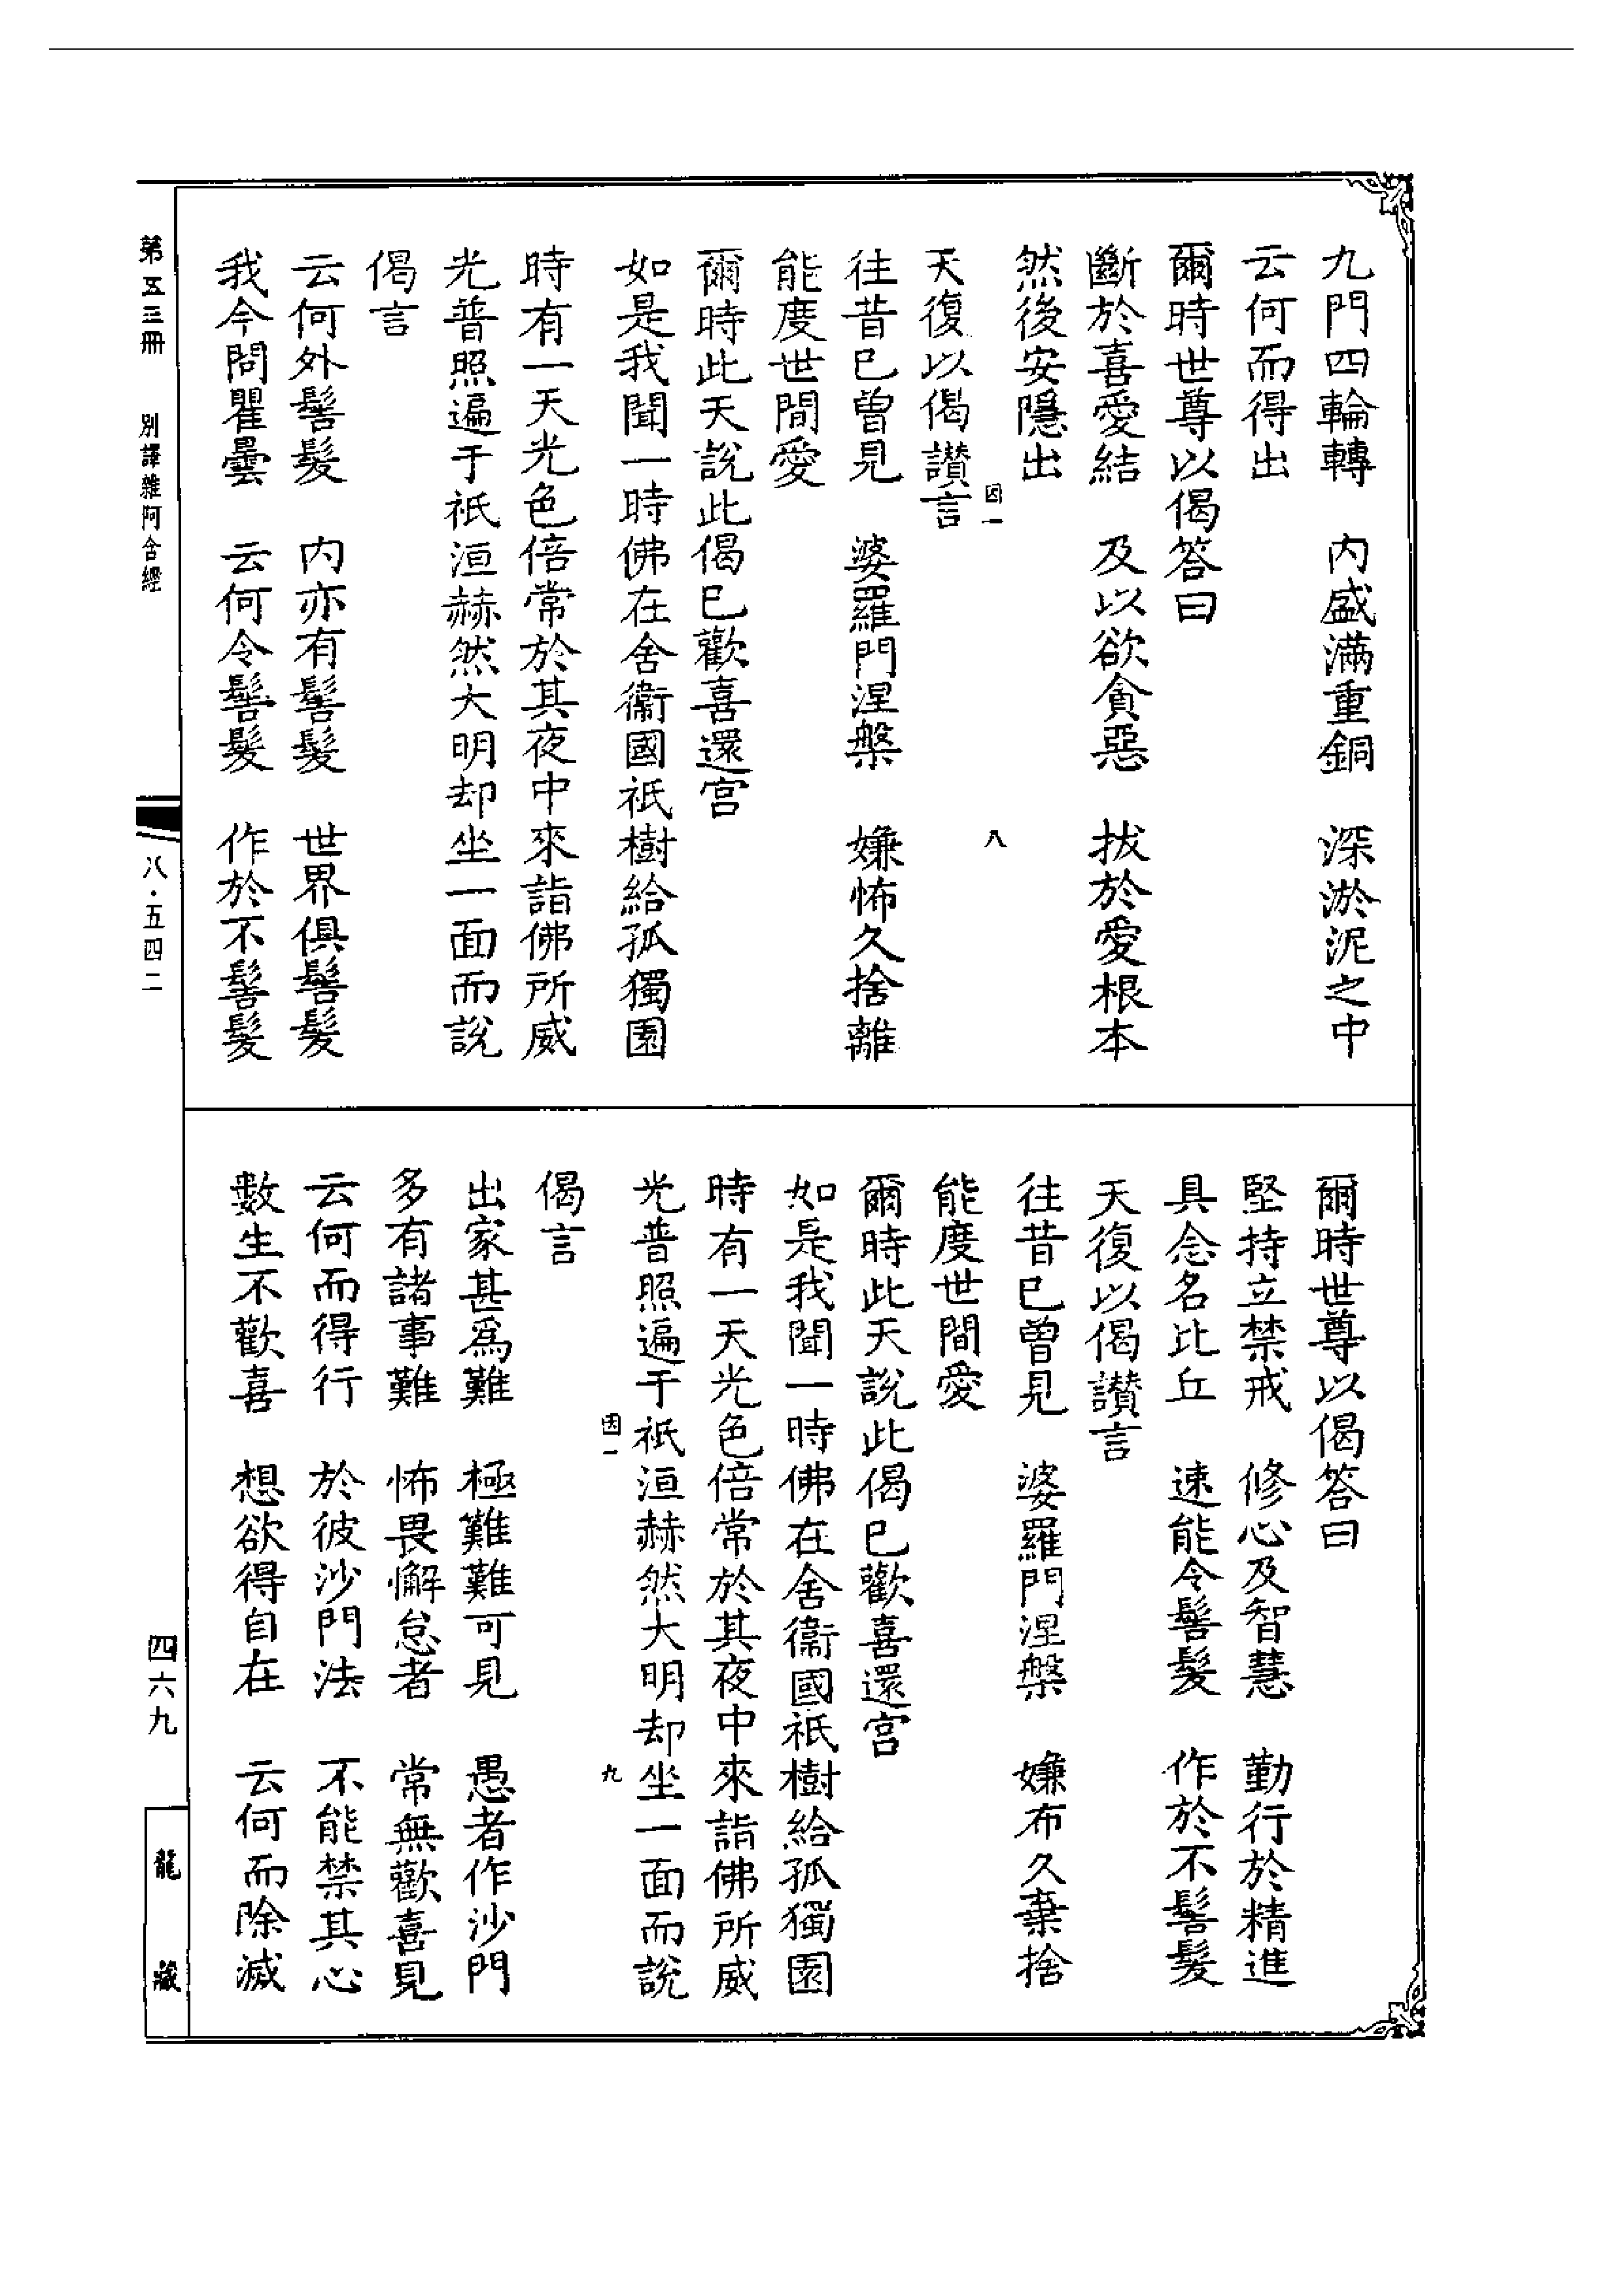 九門四輪轉　內盛滿重銅　深淤泥之中
云何而得出
爾時世尊以偈答曰
斷於喜愛結　及以欲貪惡　拔於愛根本
然後安隱出
因一　八
天復以偈讚言
往昔已曾見　婆羅門涅槃　嫌怖久捨離
能度世間愛
爾時此天說此偈已歡喜還宫
如是我聞一時佛在舍衞國祇樹給孤獨園
時有一天光色倍常於其夜中來詣佛所威
光普照遍于祇洹赫然大明却坐一面而說
偈言
云何外髻髮　內亦有髻髮　世界俱髻髮
我今問瞿曇　云何令髻髮　作於不髻髮
爾時世尊以偈答曰
堅持立禁戒　修心及智慧　勤行於精進
具念名比丘　速能令髻髮　作於不髻髮
天復以偈讚言
往昔已曾見　婆羅門涅槃　嫌布久棄捨
能度世間愛
爾時此天說此偈已歡喜還宫
如是我聞一時佛在舍衞國祇樹給孤獨園
時有一天光色倍常於其夜中來詣佛所威
光普照遍于祇洹赫然大明却坐一面而說
因一　九
偈言
出家甚爲難　極難難可見　愚者作沙門
多有諸事難　怖畏懈怠者　常無歡喜見
云何而得行　於彼沙門法　不能禁其心
數生不歡喜　想欲得自在　云何而除滅
第五三冊　別譯雜阿含經　八·五四二
四六九
龍藏